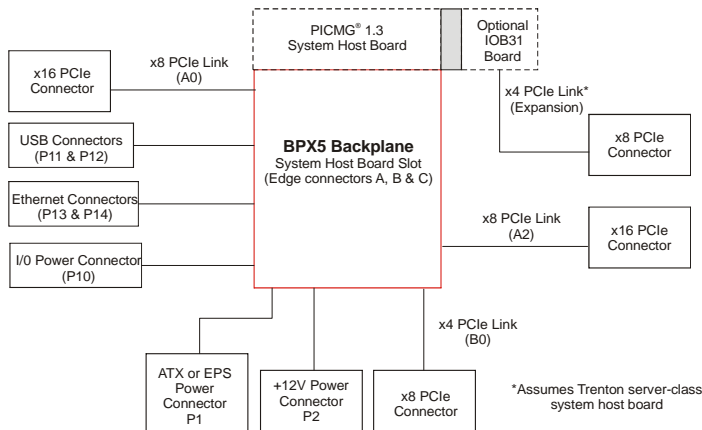 PICMG® 1.3
System Host Board
Optional
IOB31
Board
x16 PCIe
Connector
x8 PCIe Link
(A0)
x4 PCIe Link*
(Expansion)
USB Connectors
(P11 & P12)
BPX5 Backplane
System Host Board Slot
(Edge connectors A, B & C)
x8 PCIe
Connector
Ethernet Connectors
(P13 & P14)
x8 PCIe Link
(A2)
x16 PCIe
Connector
I/0 Power Connector
(P10)
x4 PCIe Link
(B0)
ATX or EPS
Power
Connector
P1
+12V Power
Connector
P2
x8 PCIe
Connector
*Assumes Trenton server-class
system host board